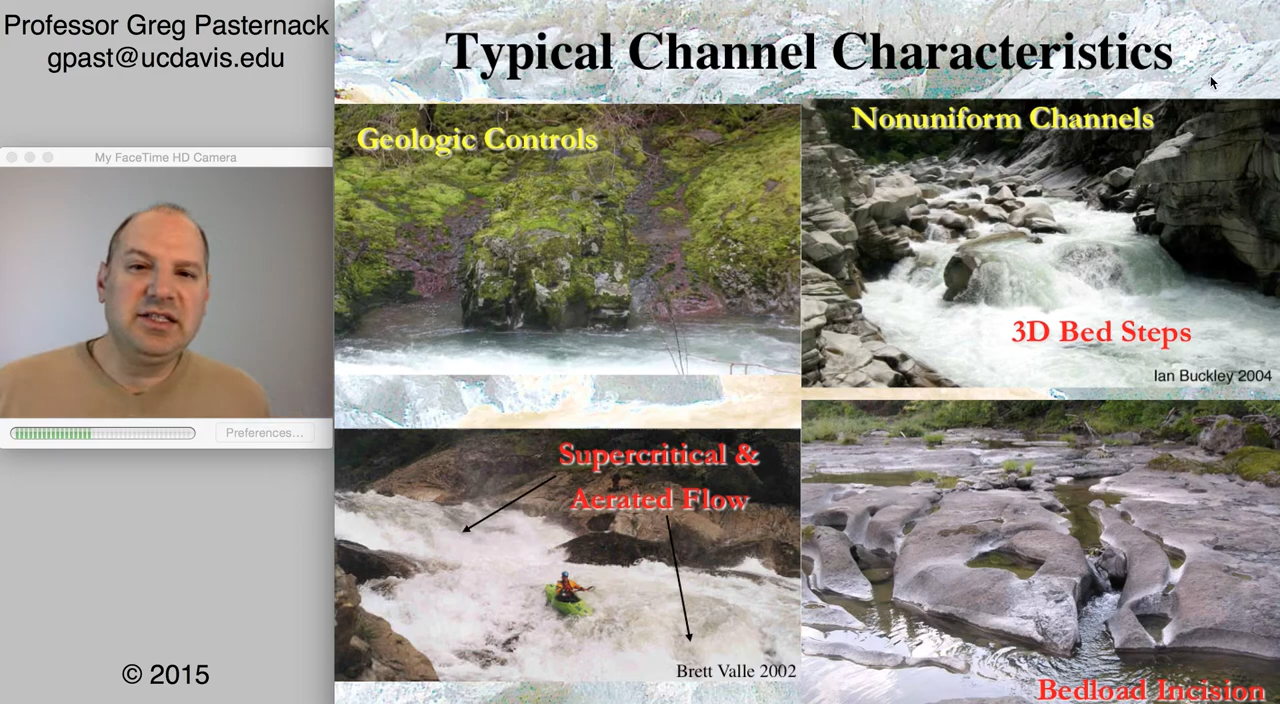 Professor Greg Pasternack
gpast@ucdavis.edu
My FaceTime HD Camera
Preferences...
© 2015
Typical Channel Characteristics
Geologic Controls
Nonuniform Channels
3D Bed Steps
Ian Buckley 2004
Supercritical &
Aerated Flow
Brett Valle 2002
Bedload Incision